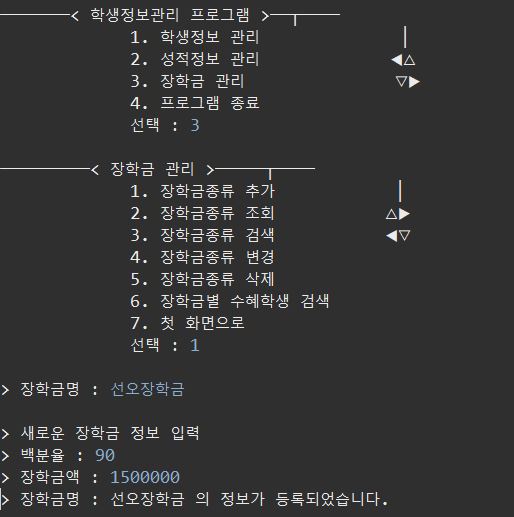 ────────< 학생정보관리 프로그램 >──┬────
1. 학생정보 관리 │
2. 성적정보 관리 ◀△
3. 장학금 관리 ▽▶
4. 프로그램 종료
선택 : 3
─────────< 장학금 관리 >─────┬────
1. 장학금종류 추가 │
2. 장학금종류 조회 △▶
3. 장학금종류 검색 ◀▽
4. 장학금종류 변경
5. 장학금종류 삭제
6. 장학금별 수혜학생 검색
7. 첫 화면으로
선택 : 1
> 장학금명 : 선오장학금
> 새로운 장학금 정보 입력
> 백분율 : 90
> 장학금액 : 1500000
> 장학금명 : 선오장학금 의 정보가 등록되었습니다.